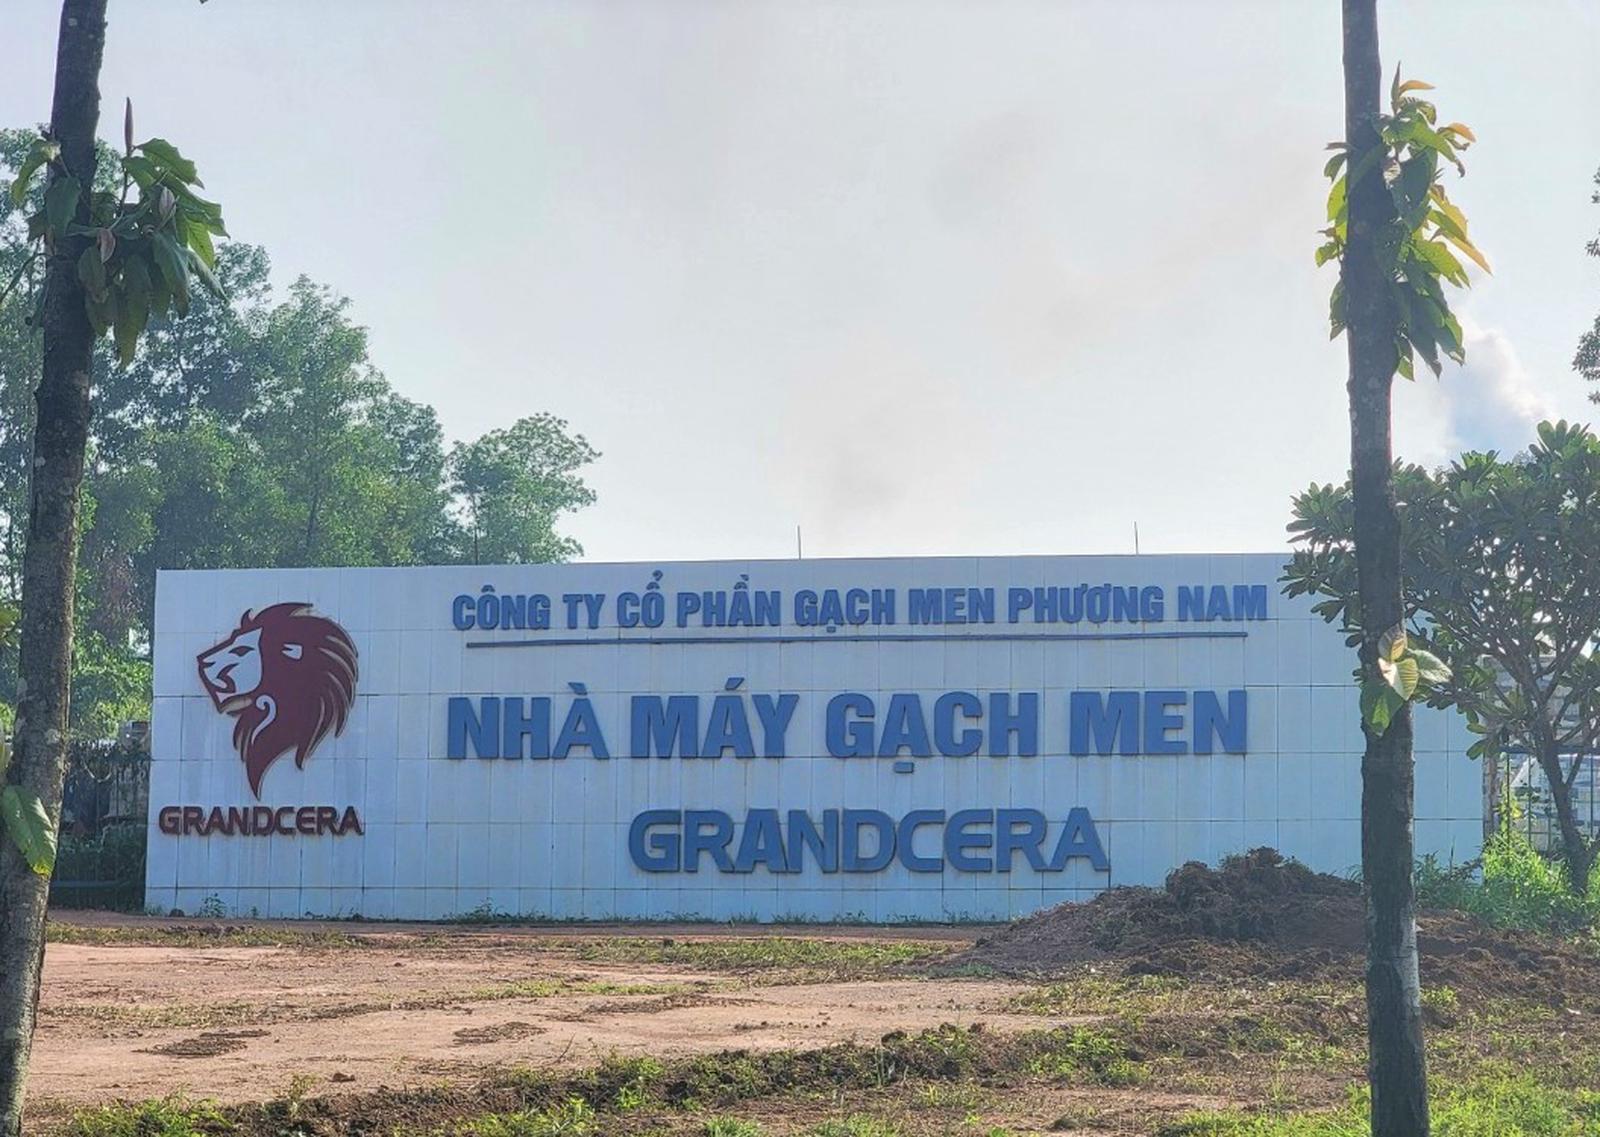 CÔNG TY CỔ PHẦN GẠCH MEN PHƯƠNG NAM
NHÀ MÁY GẠCH MEN
GRANDCERA
GRANDCERA